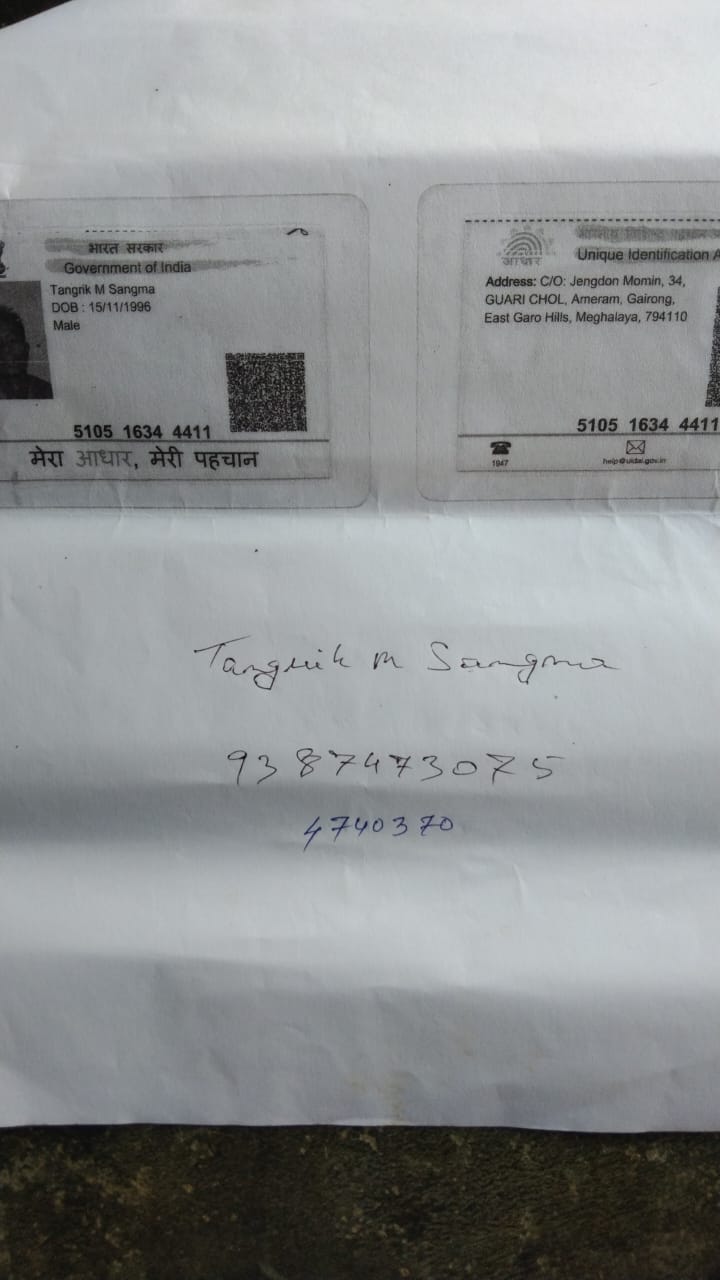 भारत सरकार
Government of India
Tangrik M Sangma
DOB : 15/11/1996
Male
5105 1634 4411
मेरा आधार, मेरी पहचान
आधार
Unique Identification A
Address: C/O: Jengdon Momin, 34,
GUARI CHOL, Ameram, Gairong,
East Garo Hills, Meghalaya, 794110
5105 1634 4411
1947
help@uidai.gov.in
Tangrik M Sangma
9387473075
4740370